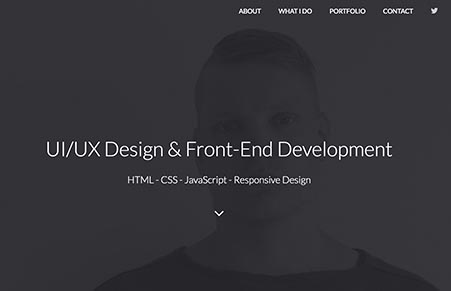 ABOUT WHAT I DO PORTFOLIO CONTACT
UI/UX Design & Front-End Development
HTML - CSS - JavaScript - Responsive Design